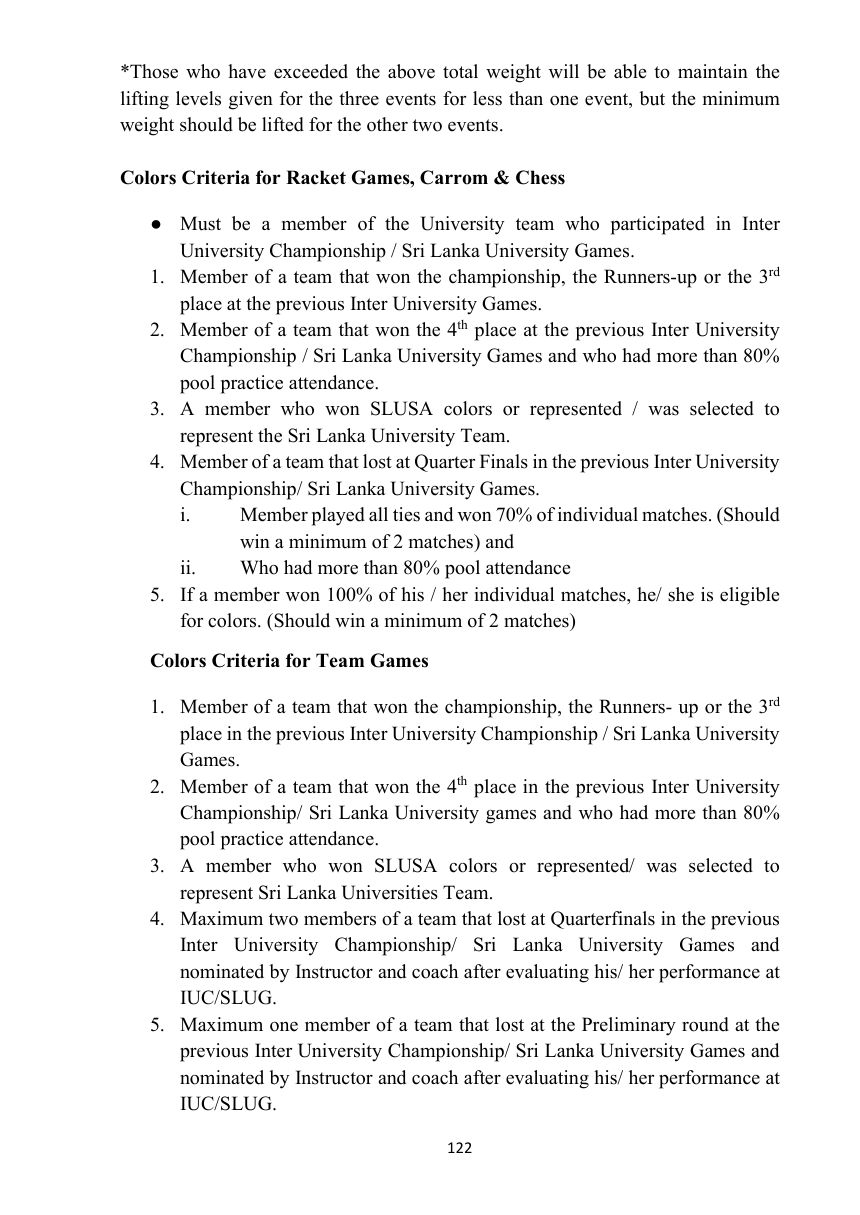 *Those who have exceeded the above total weight will be able to maintain the
lifting levels given for the three events for less than one event, but the minimum
weight should be lifted for the other two events.
Colors Criteria for Racket Games, Carrom & Chess
● Must be a member of the University team who participated in Inter
University Championship / Sri Lanka University Games.
1. Member of a team that won the championship, the Runners-up or the 3rd
place at the previous Inter University Games.
2. Member of a team that won the 4th place at the previous Inter University
Championship / Sri Lanka University Games and who had more than 80%
pool practice attendance.
3. A member who won SLUSA colors or represented / was selected to
represent the Sri Lanka University Team.
4. Member of a team that lost at Quarter Finals in the previous Inter University
Championship/ Sri Lanka University Games.
i. Member played all ties and won 70% of individual matches. (Should
win a minimum of 2 matches) and
ii. Who had more than 80% pool attendance
5. If a member won 100% of his / her individual matches, he/ she is eligible
for colors. (Should win a minimum of 2 matches)
Colors Criteria for Team Games
1. Member of a team that won the championship, the Runners- up or the 3rd
place in the previous Inter University Championship / Sri Lanka University
Games.
2. Member of a team that won the 4th place in the previous Inter University
Championship/ Sri Lanka University games and who had more than 80%
pool practice attendance.
3. A member who won SLUSA colors or represented/ was selected to
represent Sri Lanka Universities Team.
4. Maximum two members of a team that lost at Quarterfinals in the previous
Inter University Championship/ Sri Lanka University Games and
nominated by Instructor and coach after evaluating his/ her performance at
IUC/SLUG.
5. Maximum one member of a team that lost at the Preliminary round at the
previous Inter University Championship/ Sri Lanka University Games and
nominated by Instructor and coach after evaluating his/ her performance at
IUC/SLUG.
122